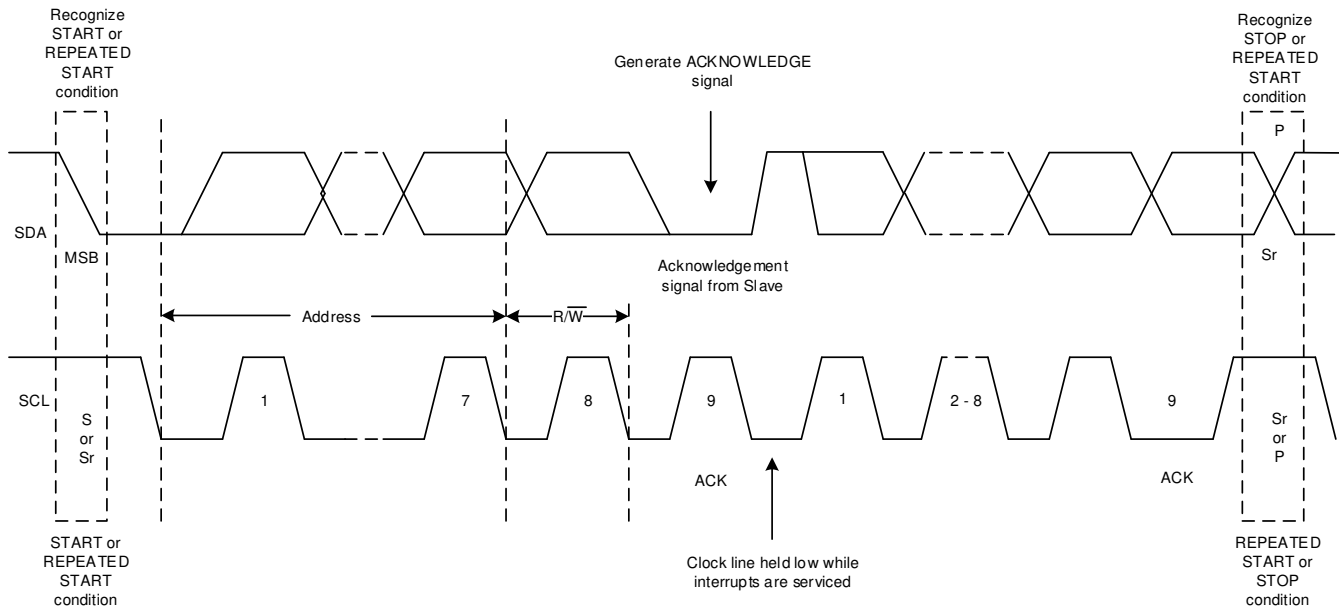 Recognize
START or
REPEATED
START
condition
Recognize
STOP or
REPEATED
START
condition
Generate ACKNOWLEDGE
signal
P
SDA
MSB
Acknowledgement
signal from Slave
Sr
Address
R/W̅
SCL
S
or
Sr
1
7
8
9
1
2 - 8
9
Sr
or
P
ACK
ACK
START or
REPEATED
START
condition
Clock line held low while
interrupts are serviced
REPEATED
START or
STOP
condition